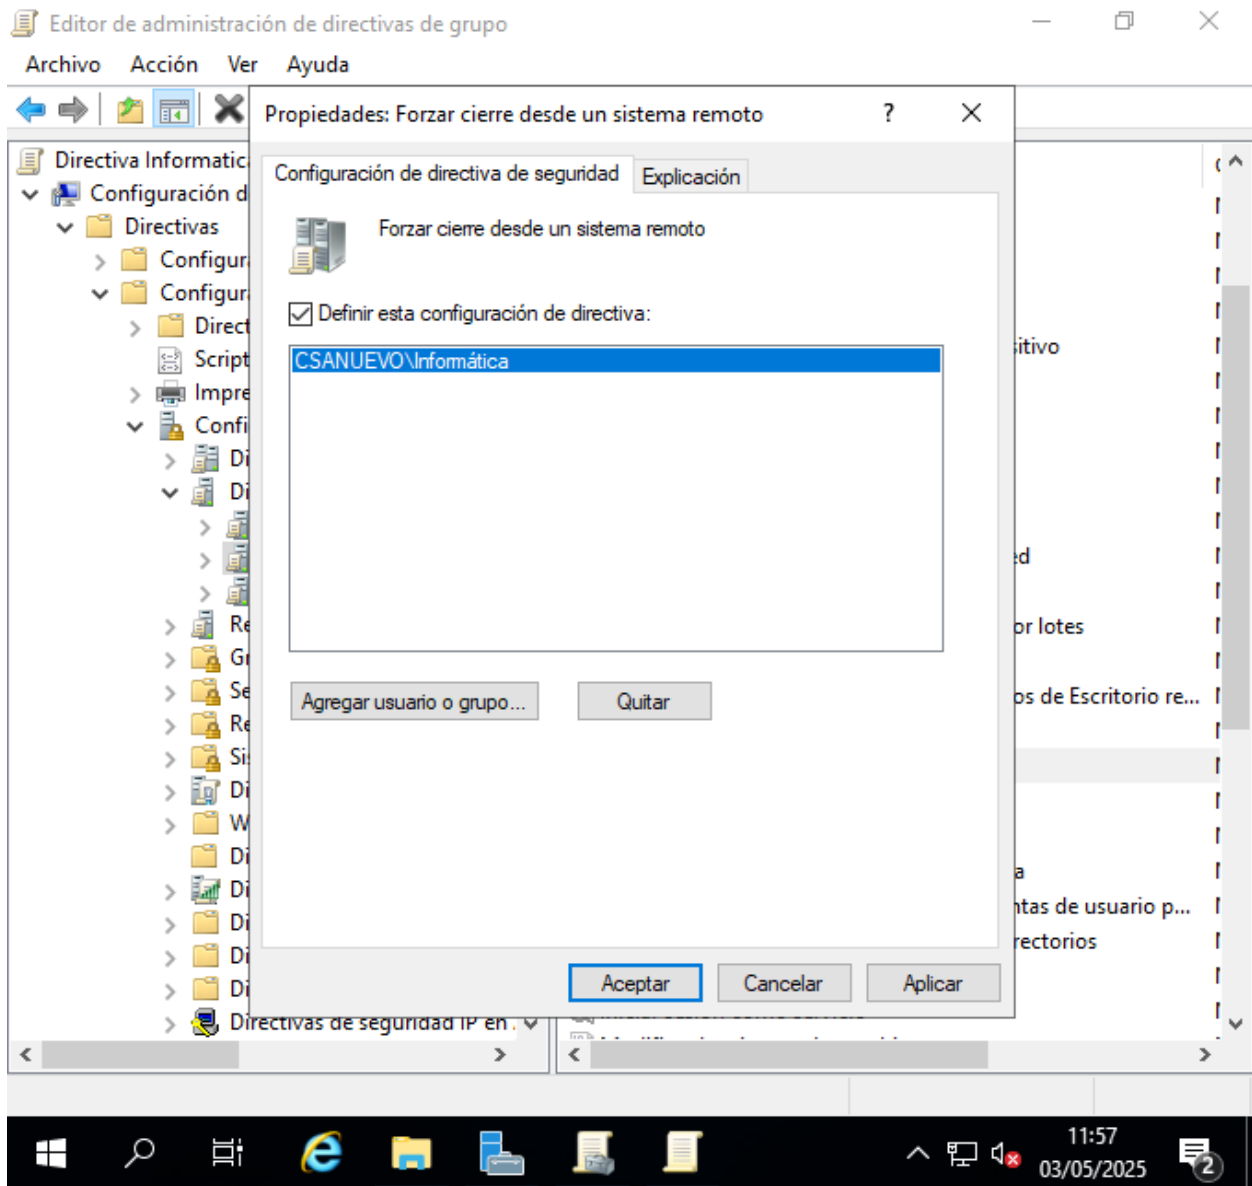 Editor de administración de directivas de grupo
Archivo Acción Ver Ayuda
Propiedades: Forzar cierre desde un sistema remoto ? X
Configuración de directiva de seguridad Explicación
Forzar cierre desde un sistema remoto
Definir esta configuración de directiva:
CSANUEVO\Informática
Agregar usuario o grupo... Quitar
Aceptar Cancelar Aplicar
Directiva Informatic
Configuración d
Directivas
Configur
Configur
Direct
Script
Impre
Confi
Di
Di
Re
Gr
Se
Re
Sis
Di
W
Di
Di
Di
Di
Di
Directivas de seguridad IP en
sitivo
ed
or lotes
os de Escritorio re...
a
ntas de usuario p...
rectorios
11:57
03/05/2025
2